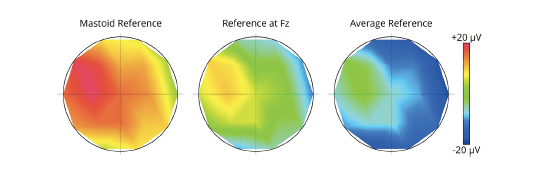 Mastoid Reference
Reference at Fz
Average Reference
+20 µV
-20 µV